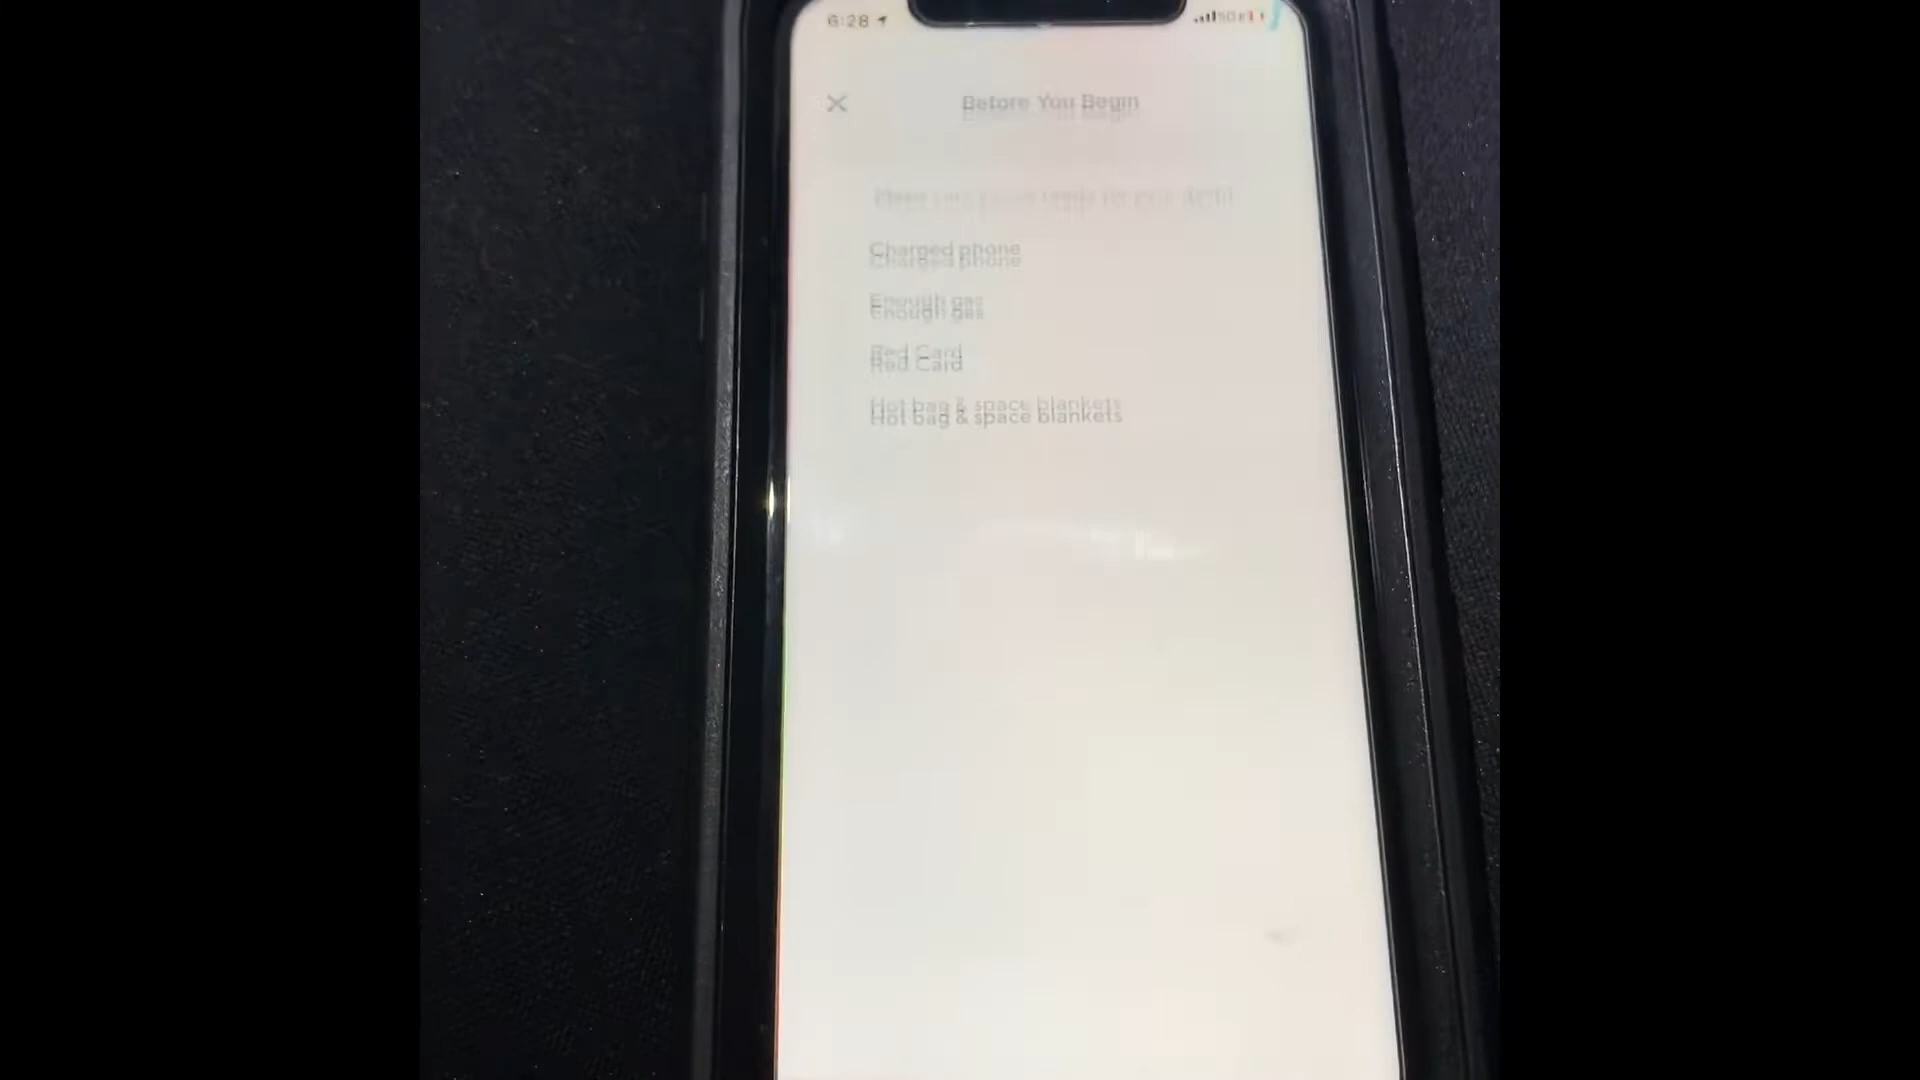 6:28
Before You Begin
Charged phone
Enough gas
Red Card
Hot bag & space blankets